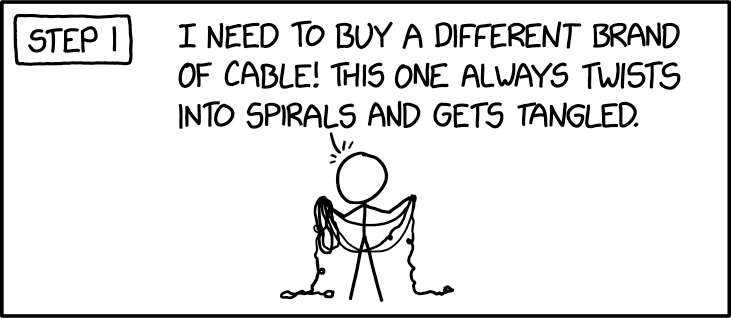 STEP 1
I NEED TO BUY A DIFFERENT BRAND
OF CABLE! THIS ONE ALWAYS TWISTS
INTO SPIRALS AND GETS TANGLED.